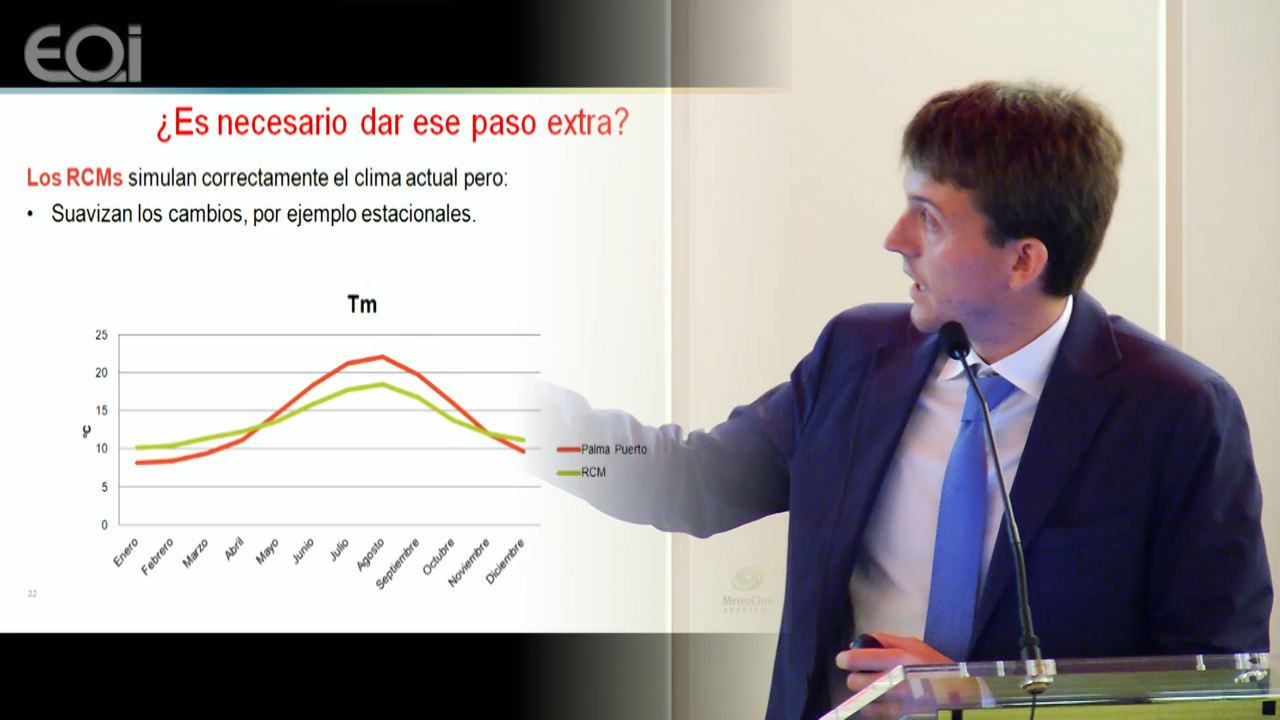 EOi
¿Es necesario dar ese paso extra?
Los RCMs simulan correctamente el clima actual pero:
• Suavizan los cambios, por ejemplo estacionales.
Tm
25
20
15
10
5
0
ºC
Enero
Febrero
Marzo
Abril
Mayo
Junio
Julio
Agosto
Septiembre
Octubre
Noviembre
Diciembre
Palma Puerto
RCM
22
MeteoClim